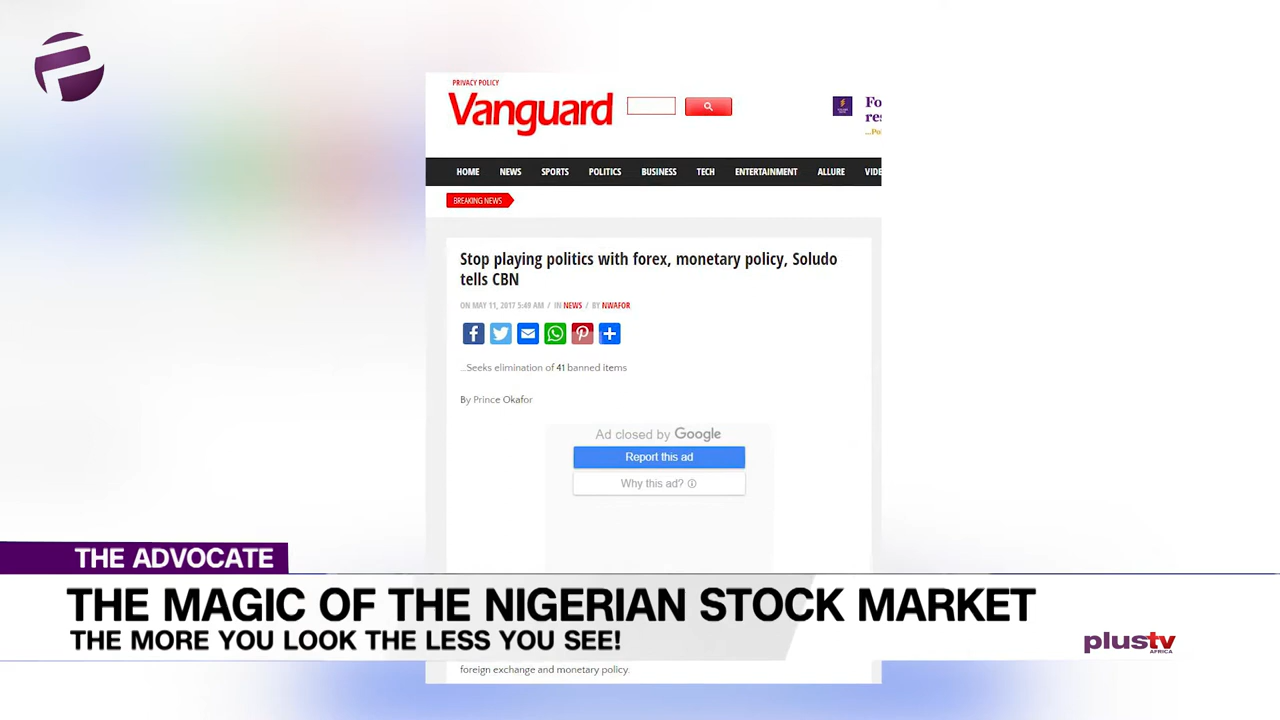 PRIVACY POLICY
Vanguard
Fo
res
...Po
HOME NEWS SPORTS POLITICS BUSINESS TECH ENTERTAINMENT ALLURE VIDE
BREAKING NEWS
Stop playing politics with forex, monetary policy, Soludo
tells CBN
ON MAY 11, 2017 5:49 AM / IN NEWS / BY NWAFOR
...Seeks elimination of 41 banned items
By Prince Okafor
Ad closed by Google
Report this ad
Why this ad?
THE ADVOCATE
THE MAGIC OF THE NIGERIAN STOCK MARKET
THE MORE YOU LOOK THE LESS YOU SEE!
plustv
AFRICA
foreign exchange and monetary policy.